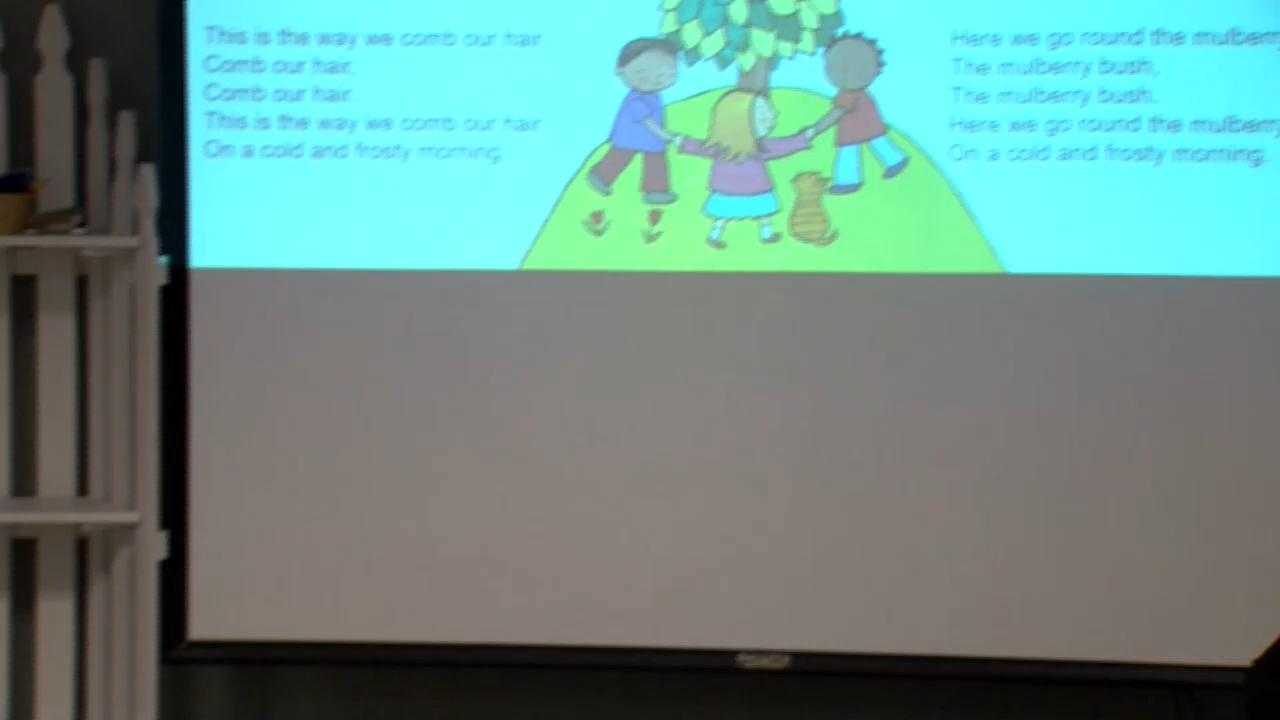 This is the way we comb our hair
Comb our hair,
Comb our hair.
This is the way we comb our hair
On a cold and frosty morning.
Here we go round the mulberry
The mulberry bush,
The mulberry bush.
Here we go round the mulberry
On a cold and frosty morning.